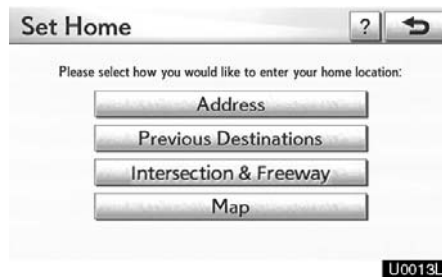 Set Home
?
Please select how you would like to enter your home location:
Address
Previous Destinations
Intersection & Freeway
Map
U0013L